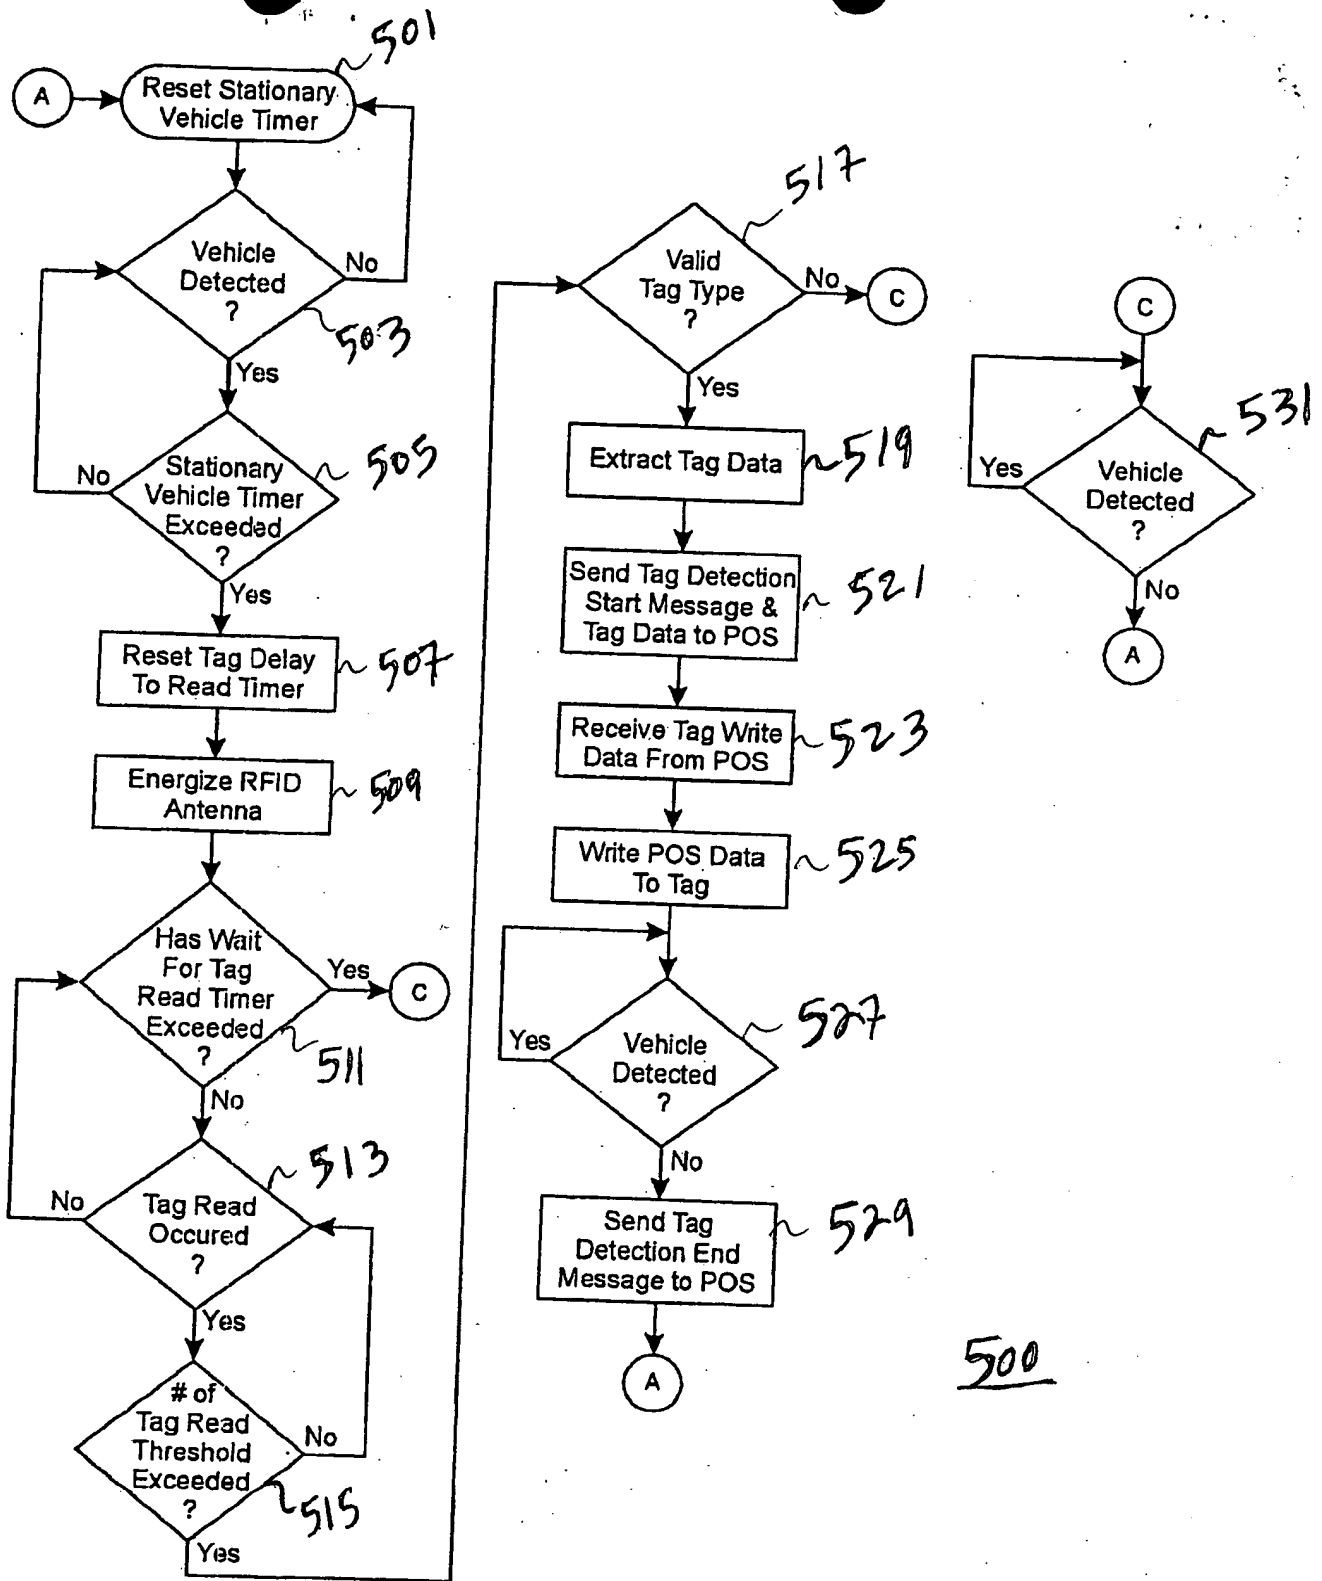 501
A
Reset Stationary
Vehicle Timer
Vehicle
Detected
?
No
503
Yes
Stationary
Vehicle Timer
Exceeded
?
No
505
Yes
Reset Tag Delay
To Read Timer
507
Energize RFID
Antenna
509
Has Wait
For Tag
Read Timer
Exceeded
?
Yes
C
511
No
Tag Read
Occured
?
513
No
Yes
# of
Tag Read
Threshold
Exceeded
?
No
515
Yes
517
Valid
Tag Type
?
No
C
Yes
Extract Tag Data
519
Send Tag Detection
Start Message &
Tag Data to POS
521
Receive Tag Write
Data From POS
523
Write POS Data
To Tag
525
Yes
Vehicle
Detected
?
527
No
Send Tag
Detection End
Message to POS
529
A
C
531
Yes
Vehicle
Detected
?
No
A
500